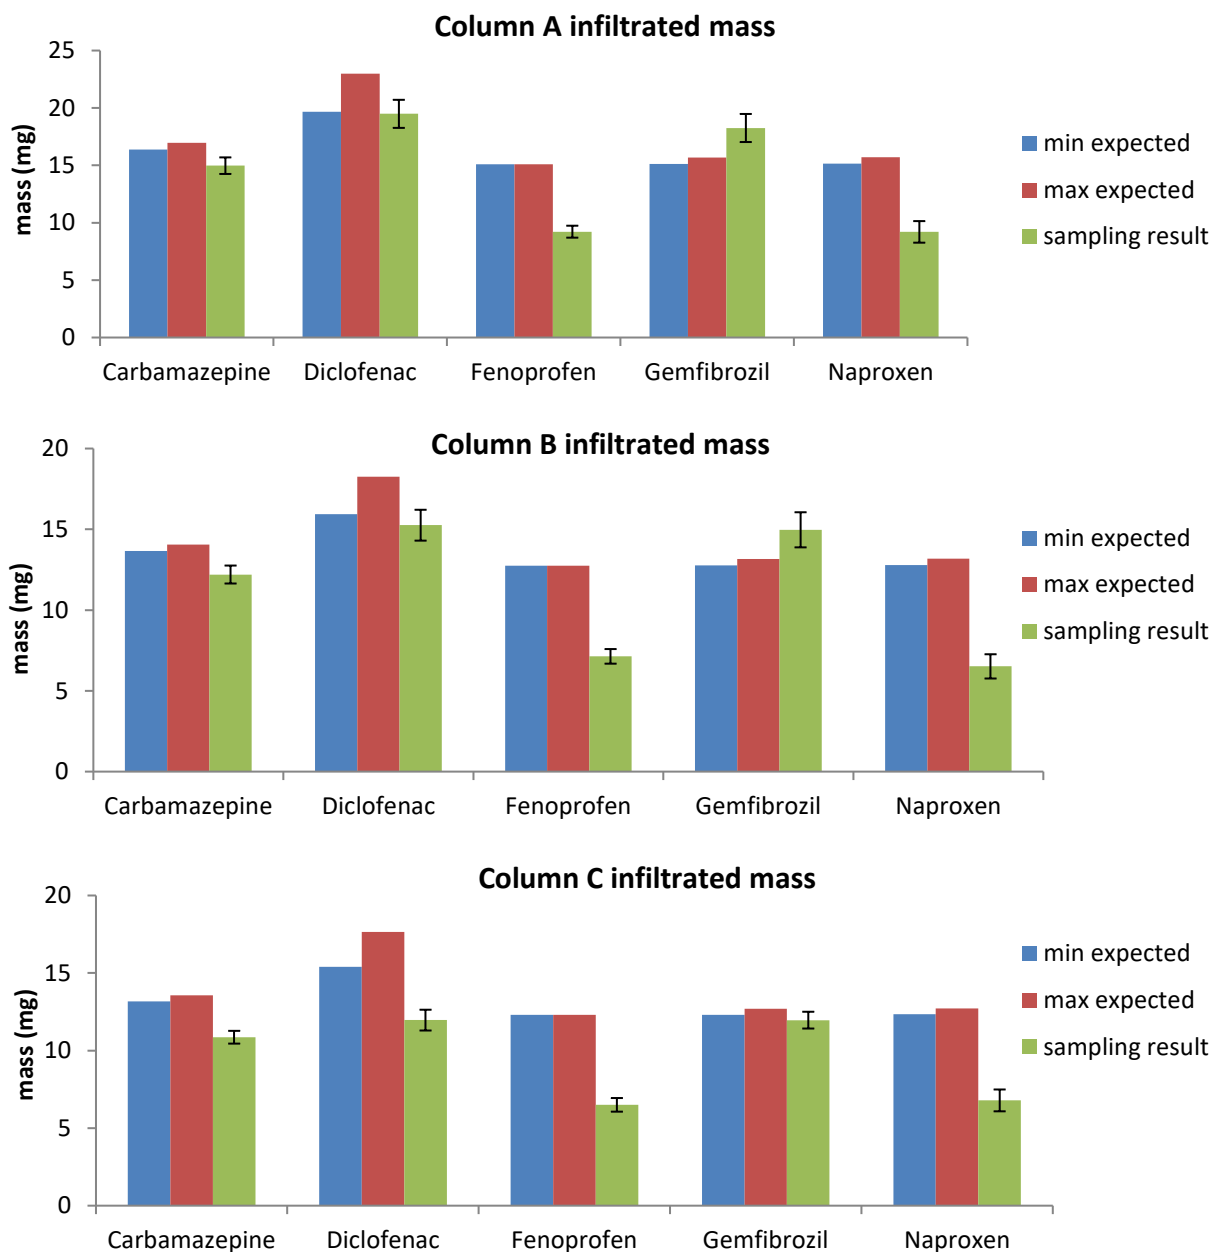 Column A infiltrated mass
mass (mg)
25
20
15
10
5
0
Carbamazepine Diclofenac Fenoprofen Gemfibrozil Naproxen
min expected
max expected
sampling result
Column B infiltrated mass
mass (mg)
20
15
10
5
0
Carbamazepine Diclofenac Fenoprofen Gemfibrozil Naproxen
min expected
max expected
sampling result
Column C infiltrated mass
mass (mg)
20
15
10
5
0
Carbamazepine Diclofenac Fenoprofen Gemfibrozil Naproxen
min expected
max expected
sampling result